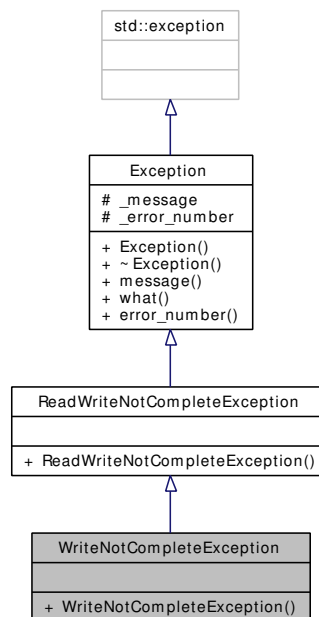 std::exception
Exception
# _message
# _error_number
+ Exception()
+ ~Exception()
+ message()
+ what()
+ error_number()
ReadWriteNotCompleteException
+ ReadWriteNotCompleteException()
WriteNotCompleteException
+ WriteNotCompleteException()